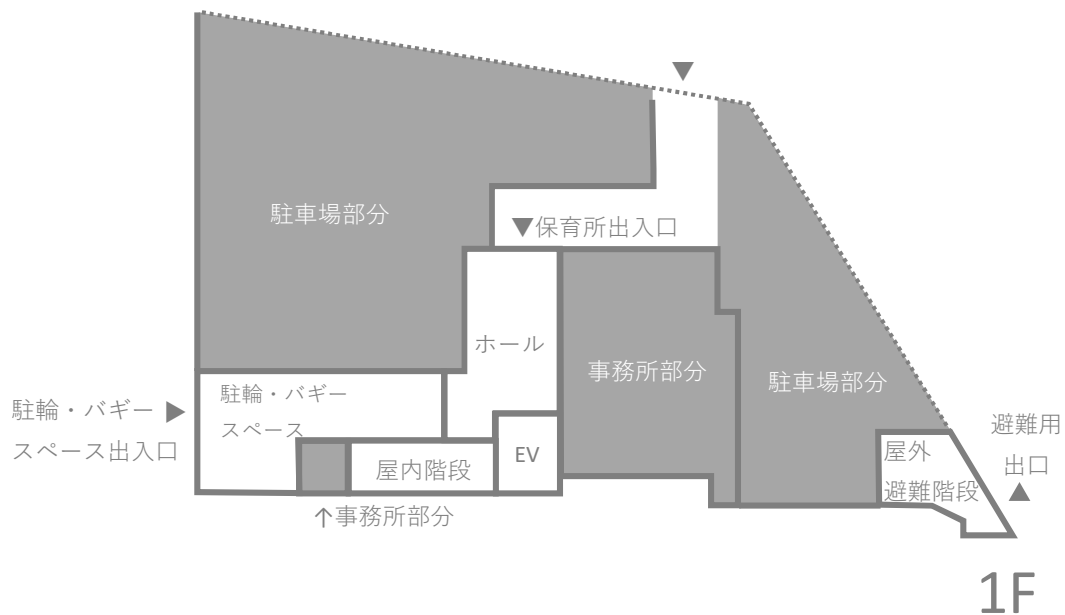 駐車場部分
▼保育所出入口
ホール
事務所部分
駐車場部分
駐輪・バギー ▶
スペース出入口
駐輪・バギー
スペース
EV
屋内階段
↑事務所部分
屋外
避難階段
避難用
出口
▲
1F